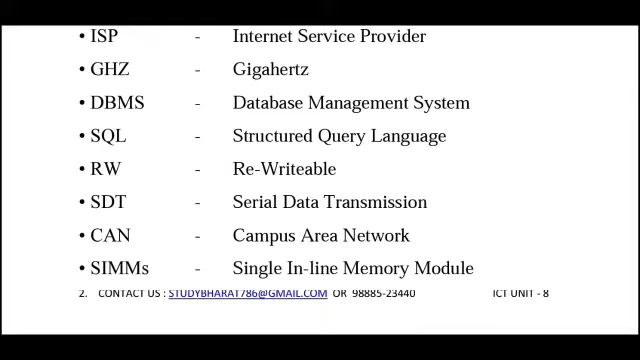 • ISP - Internet Service Provider
• GHZ - Gigahertz
• DBMS - Database Management System
• SQL - Structured Query Language
• RW - Re-Writeable
• SDT - Serial Data Transmission
• CAN - Campus Area Network
• SIMMs - Single In-line Memory Module
2. CONTACT US : STUDYBHARAT786@GMAIL.COM OR 98885-23440 ICT UNIT - 8